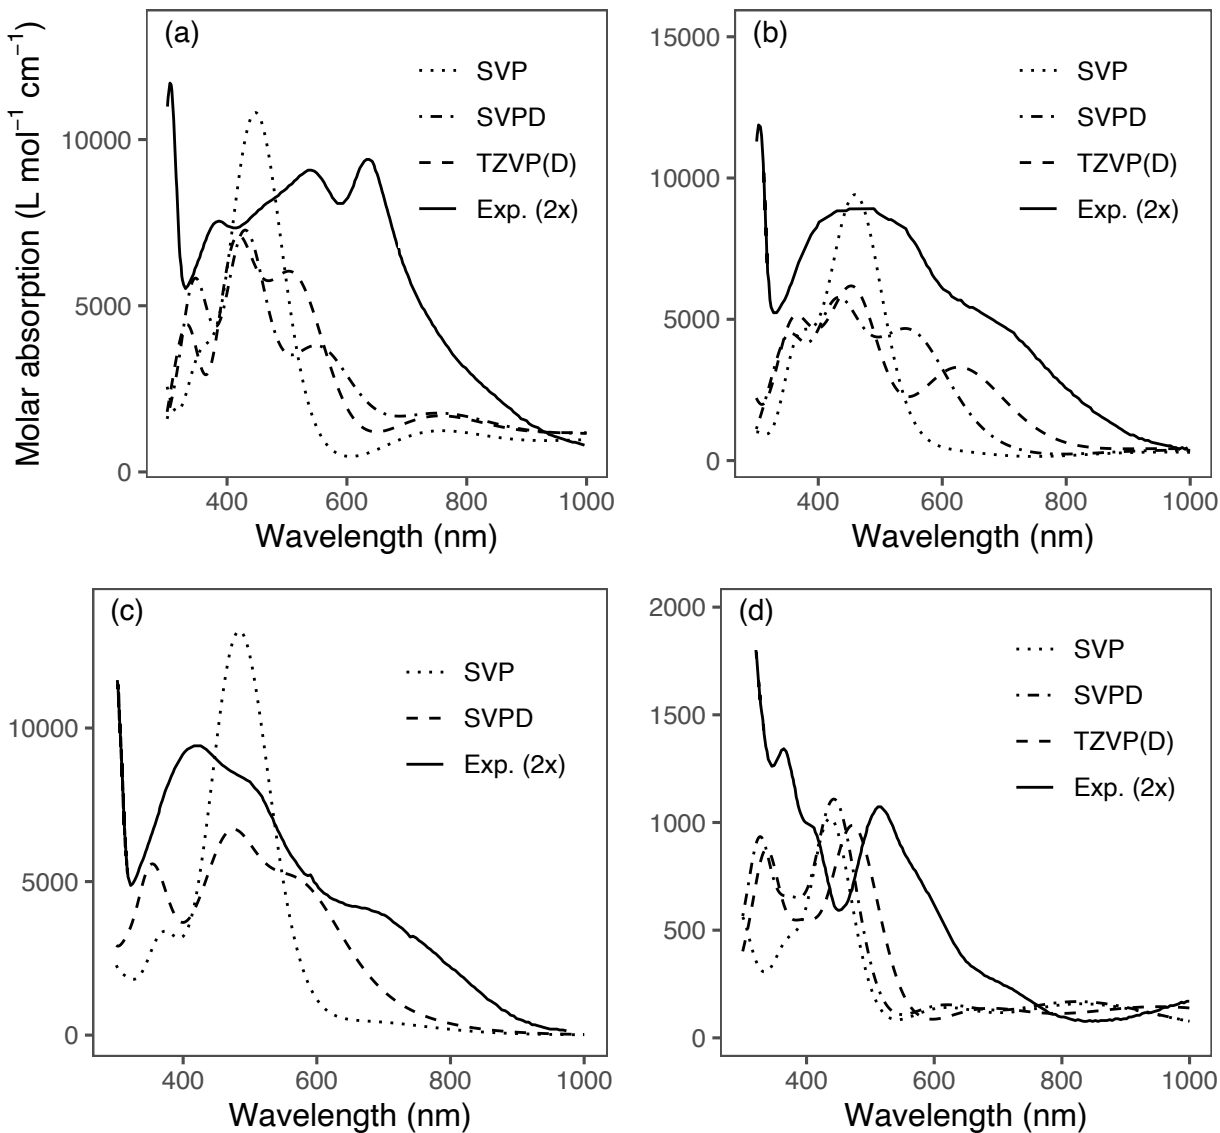 Molar absorption (L mol⁻¹ cm⁻¹)
(a)
SVP
SVPD
TZVP(D)
Exp. (2x)
10000
5000
0
400 600 800 1000
Wavelength (nm)
(b)
SVP
SVPD
TZVP(D)
Exp. (2x)
15000
10000
5000
0
400 600 800 1000
Wavelength (nm)
(c)
SVP
SVPD
Exp. (2x)
10000
5000
0
400 600 800 1000
Wavelength (nm)
(d)
SVP
SVPD
TZVP(D)
Exp. (2x)
2000
1500
1000
500
0
400 600 800 1000
Wavelength (nm)